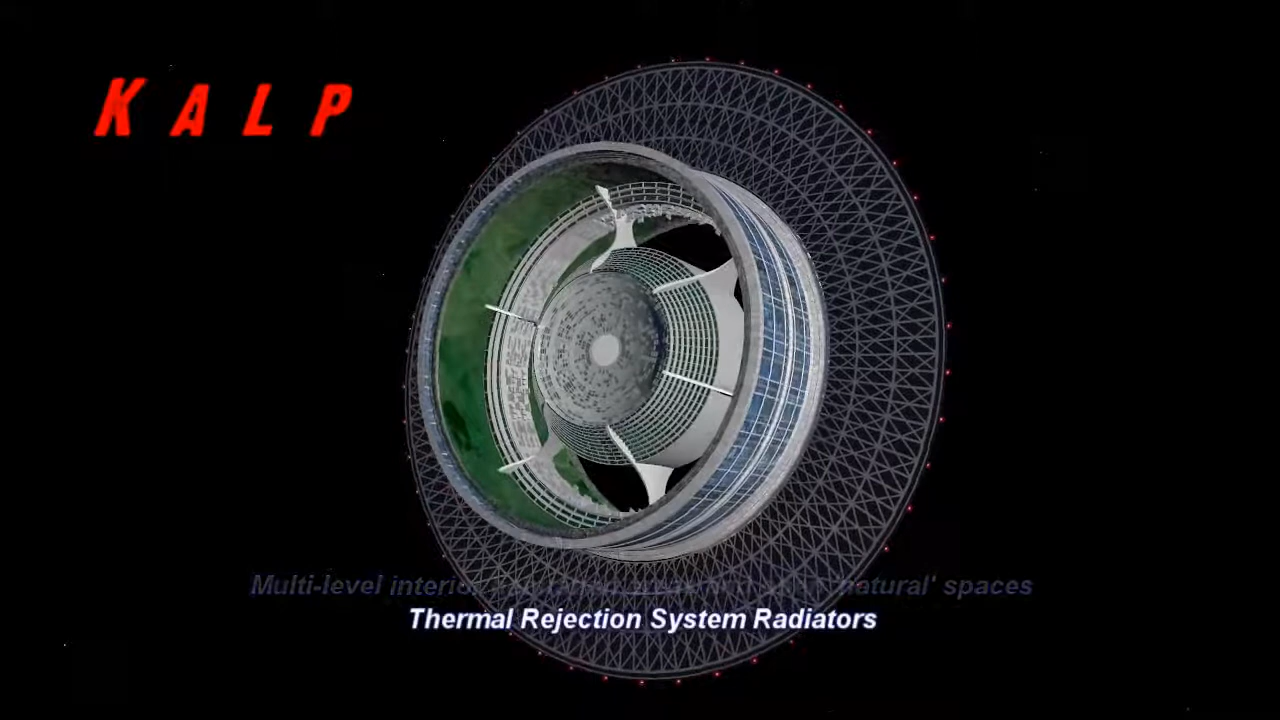 KALP
Multi-level interior 'natural' spaces
Thermal Rejection System Radiators